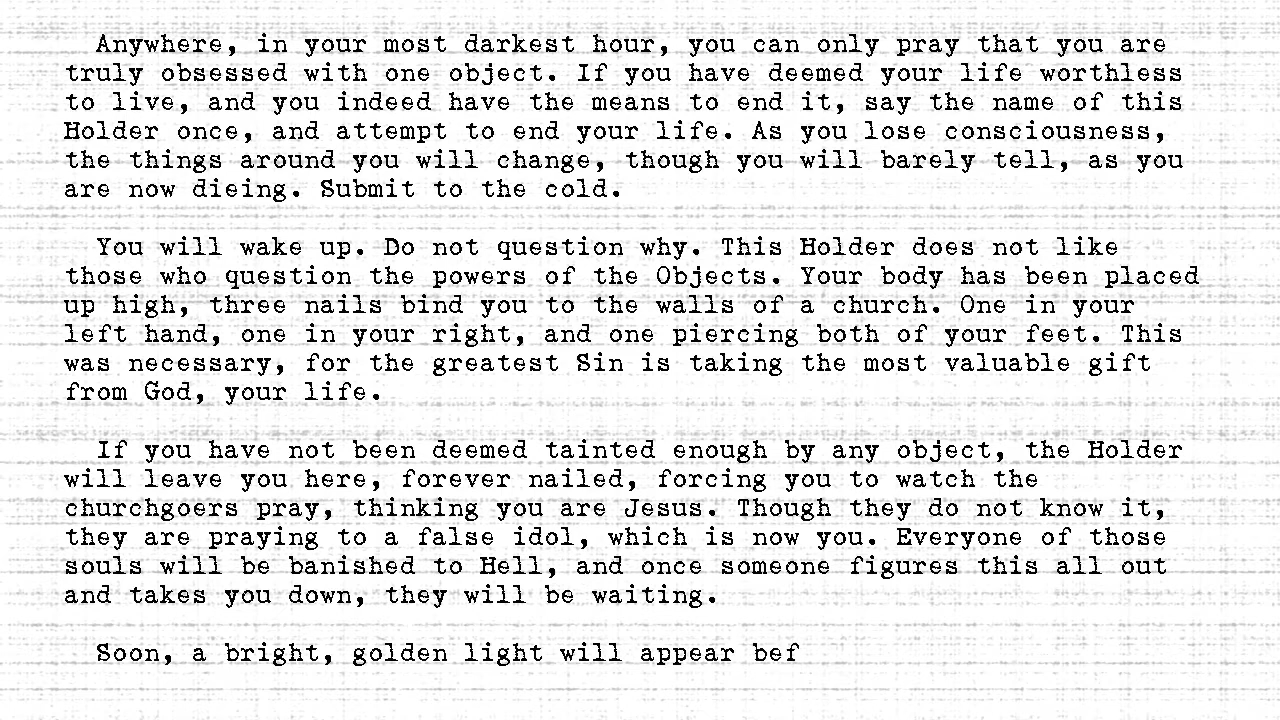 Anywhere, in your most darkest hour, you can only pray that you are
truly obsessed with one object. If you have deemed your life worthless
to live, and you indeed have the means to end it, say the name of this
Holder once, and attempt to end your life. As you lose consciousness,
the things around you will change, though you will barely tell, as you
are now dieing. Submit to the cold.
You will wake up. Do not question why. This Holder does not like
those who question the powers of the Objects. Your body has been placed
up high, three nails bind you to the walls of a church. One in your
left hand, one in your right, and one piercing both of your feet. This
was necessary, for the greatest Sin is taking the most valuable gift
from God, your life.
If you have not been deemed tainted enough by any object, the Holder
will leave you here, forever nailed, forcing you to watch the
churchgoers pray, thinking you are Jesus. Though they do not know it,
they are praying to a false idol, which is now you. Everyone of those
souls will be banished to Hell, and once someone figures this all out
and takes you down, they will be waiting.
Soon, a bright, golden light will appear bef